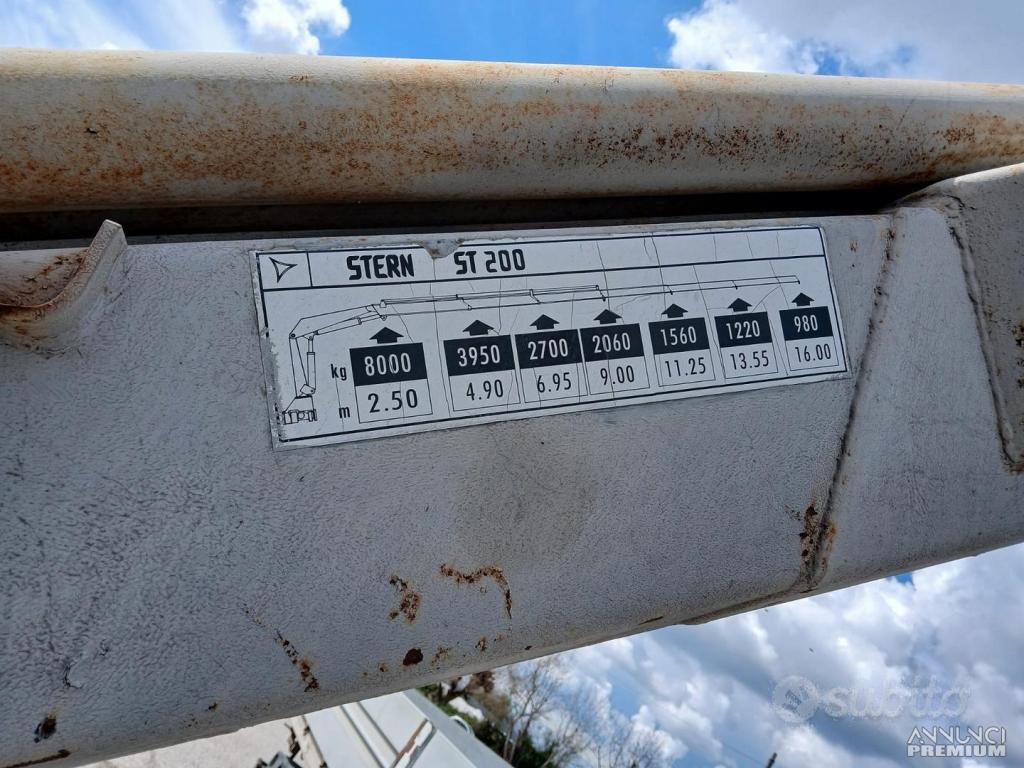 STERN ST 200
kg 8000 3950 2700 2060 1560 1220 980
m 2.50 4.90 6.95 9.00 11.25 13.55 16.00
subito
ANNUNCI
PREMIUM